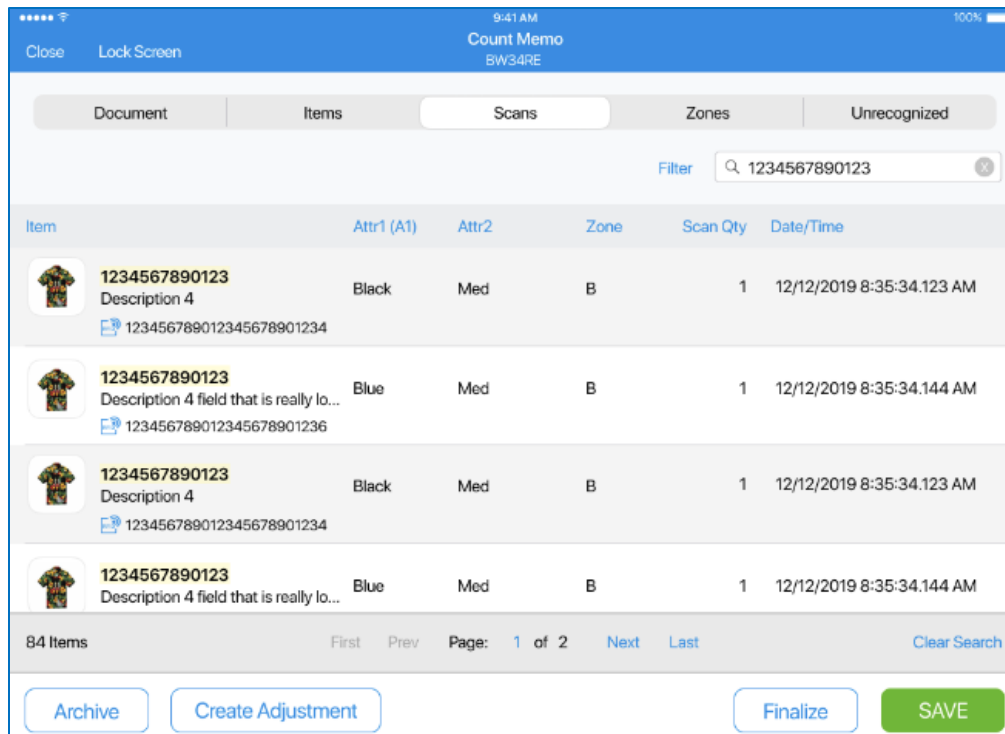 9:41 AM 100%
Close Lock Screen Count Memo
BW34RE
Document Items Scans Zones Unrecognized
Filter 1234567890123
Item Attr1 (A1) Attr2 Zone Scan Qty Date/Time
1234567890123
Description 4
Black Med B 1 12/12/2019 8:35:34.123 AM
123456789012345678901234
1234567890123
Description 4 field that is really lo...
Blue Med B 1 12/12/2019 8:35:34.144 AM
123456789012345678901236
1234567890123
Description 4
Black Med B 1 12/12/2019 8:35:34.123 AM
123456789012345678901234
1234567890123
Description 4 field that is really lo...
Blue Med B 1 12/12/2019 8:35:34.144 AM
84 Items First Prev Page: 1 of 2 Next Last Clear Search
Archive Create Adjustment Finalize SAVE